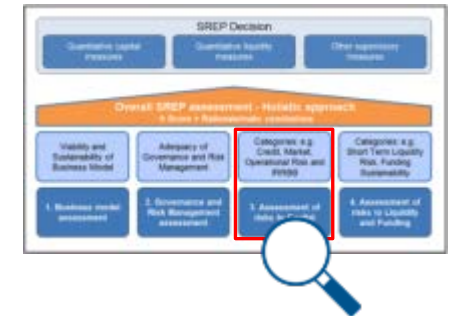 SREP Decision
Quantitative capital
measures
Quantitative liquidity
measures
Other supervisory
measures
Overall SREP assessment - Holistic approach
Viability and
Sustainability of
Business Model
Adequacy of
Governance and Risk
Management
Categories: e.g.
Credit, Market,
Operational Risk and
IRRBB
Categories: e.g.
Short Term Liquidity
Risk, Funding
Sustainability
1. Business model
assessment
2. Governance and
Risk Management
assessment
3. Assessment of
risks to Capital
4. Assessment of
risks to Liquidity
and Funding